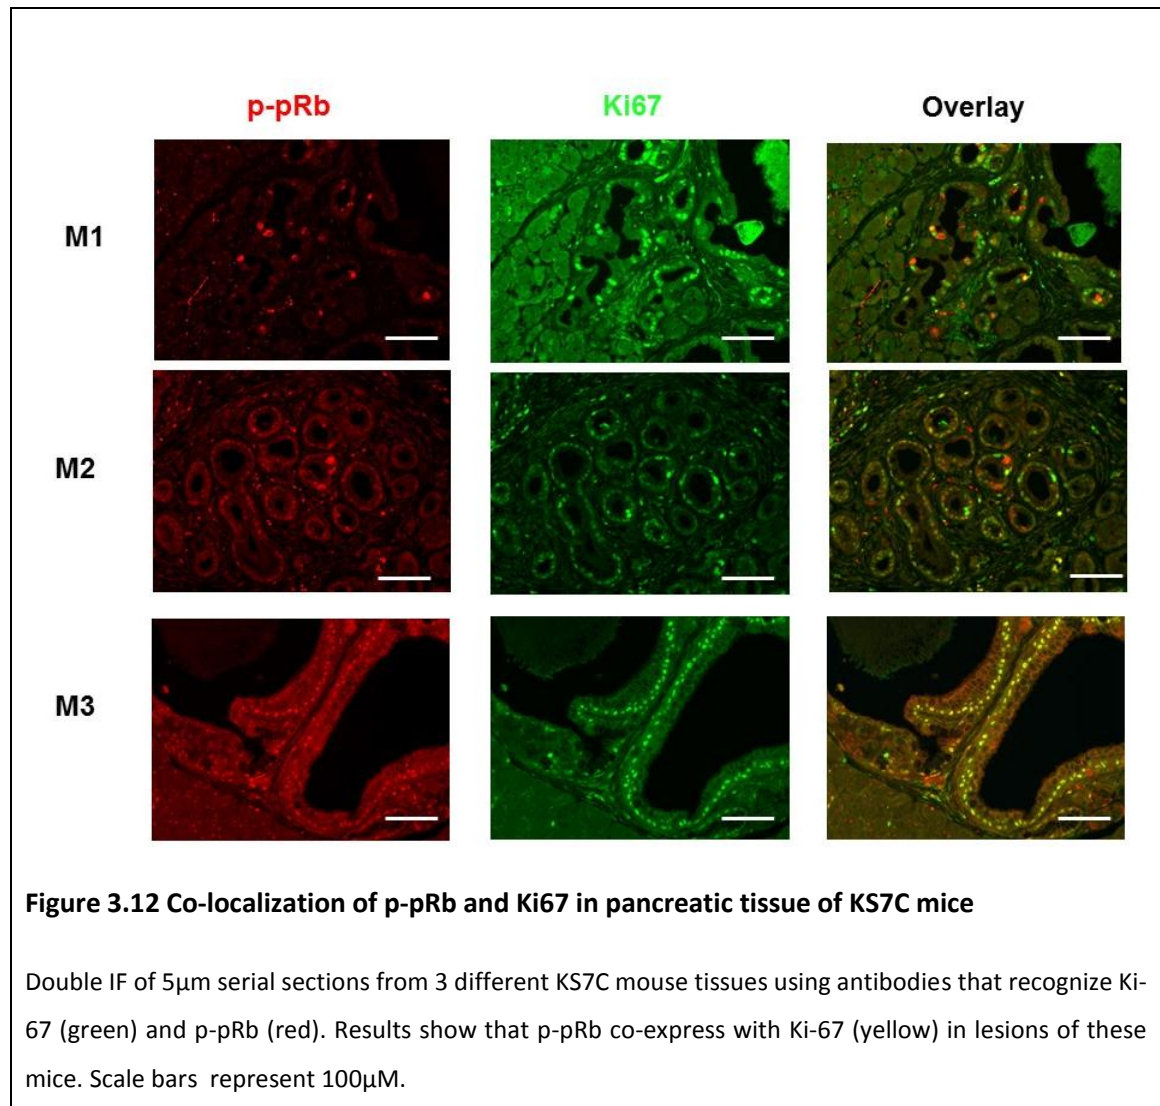 p-pRb Ki67 Overlay
M1
M2
M3
Figure 3.12 Co-localization of p-pRb and Ki67 in pancreatic tissue of KS7C mice
Double IF of 5µm serial sections from 3 different KS7C mouse tissues using antibodies that recognize Ki-
67 (green) and p-pRb (red). Results show that p-pRb co-express with Ki-67 (yellow) in lesions of these
mice. Scale bars  represent 100µM.